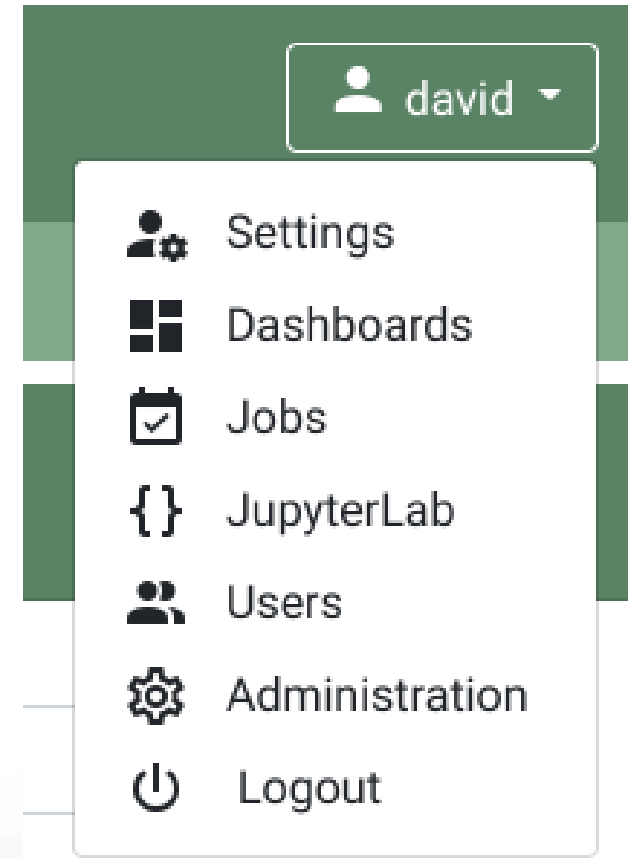 david
Settings
Dashboards
Jobs
JupyterLab
Users
Administration
Logout